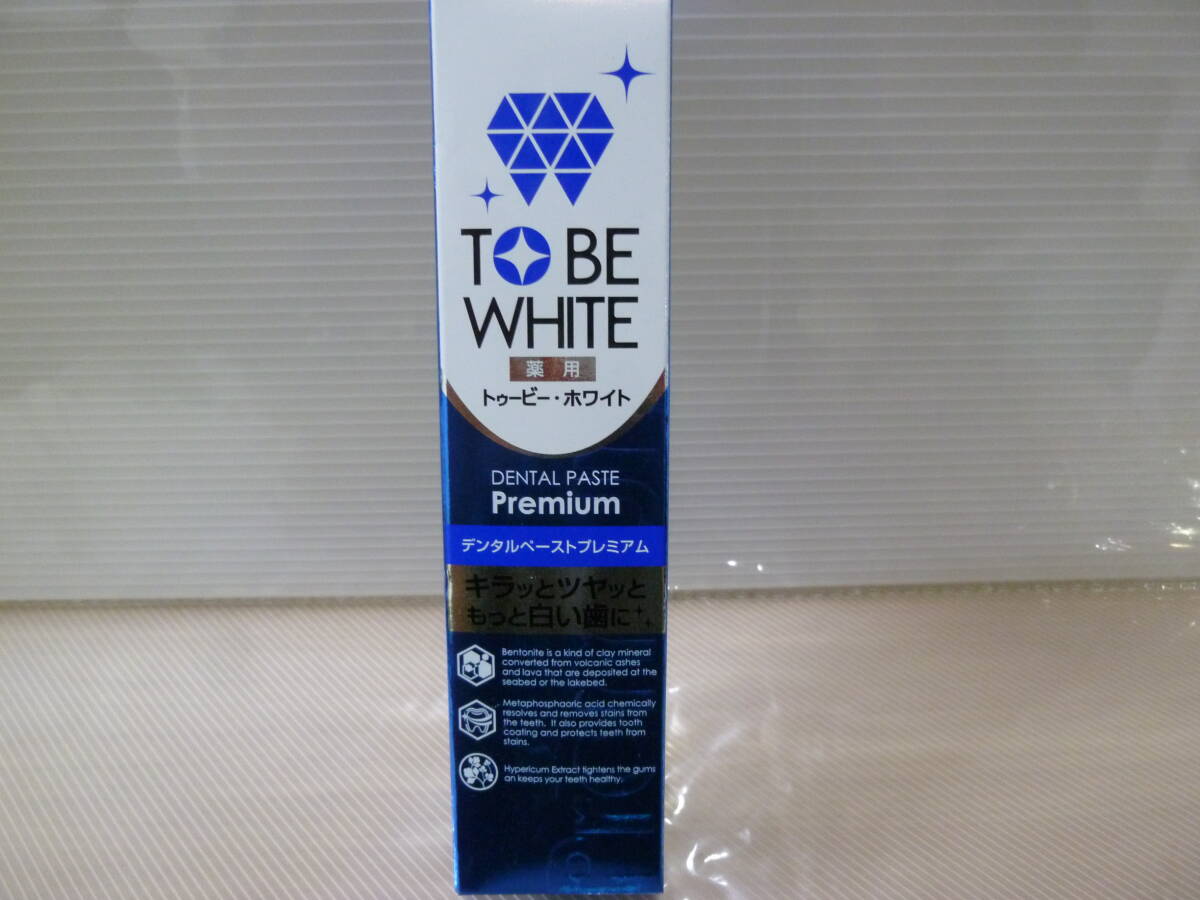 TO BE
WHITE
薬用
トゥービー・ホワイト
DENTAL PASTE
Premium
デンタルペーストプレミアム
キラッとツヤッと
もっと白い歯に
Bentonite is a kind of clay mineral
converted from volcanic ashes
and lava that are deposited at the
seabed or the lakebed.
Metaphosphaoric acid chemically
resolves and removes stains from
the teeth. It also provides tooth
coating and protects teeth from
stains.
Hypericum Extract tightens the gums
an keeps your teeth healthy.